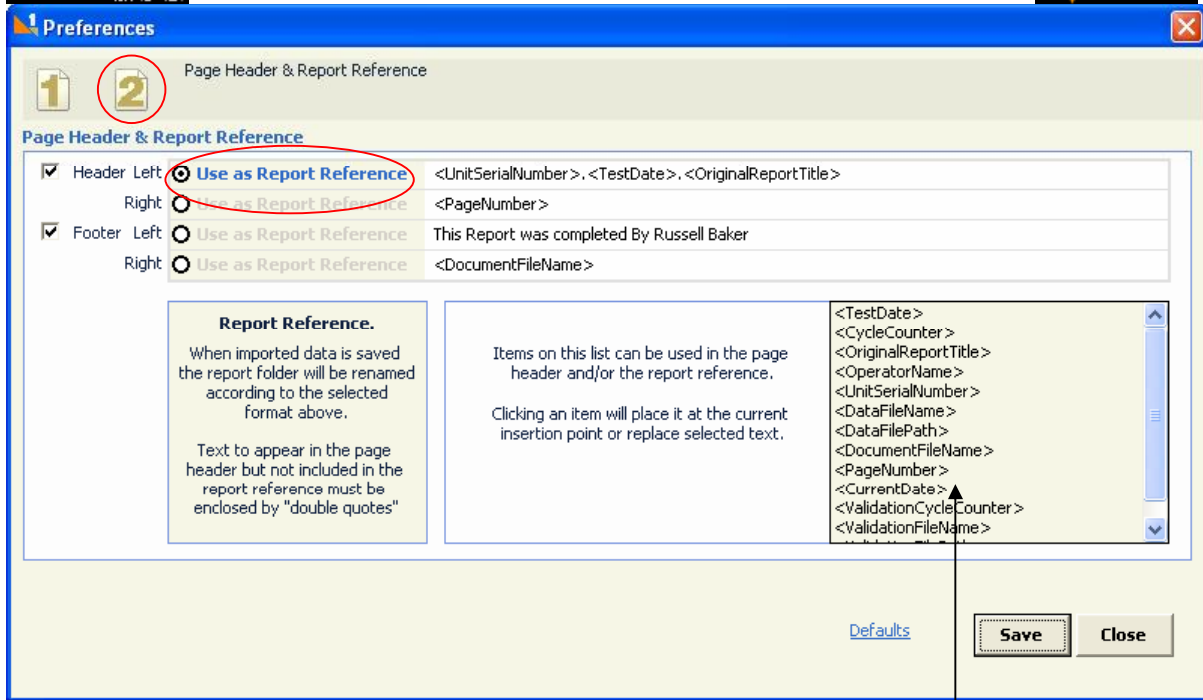 Preferences
1 2 Page Header & Report Reference
Page Header & Report Reference
Header Left Use as Report Reference <UnitSerialNumber>.<TestDate>.<OriginalReportTitle>
Right Use as Report Reference <PageNumber>
Footer Left Use as Report Reference This Report was completed By Russell Baker
Right Use as Report Reference <DocumentFileName>
Report Reference.
When imported data is saved
the report folder will be renamed
according to the selected
format above.
Text to appear in the page
header but not included in the
report reference must be
enclosed by "double quotes"
Items on this list can be used in the page
header and/or the report reference.
Clicking an item will place it at the current
insertion point or replace selected text.
<TestDate>
<CycleCounter>
<OriginalReportTitle>
<OperatorName>
<UnitSerialNumber>
<DataFileName>
<DataFilePath>
<DocumentFileName>
<PageNumber>
<CurrentDate>
<ValidationCycleCounter>
<ValidationFileName>
Defaults
Save Close